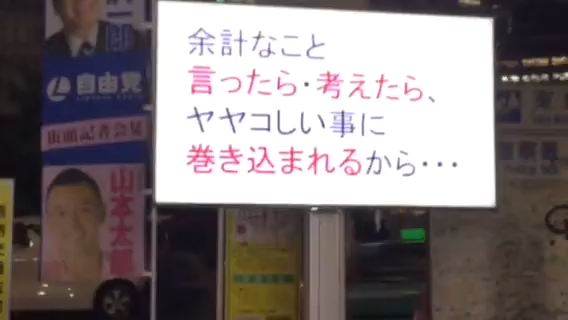 余計なこと
言ったら・考えたら、
ヤヤコしい事に
巻き込まれるから・・・
自由党
街頭記者会見
山本太郎